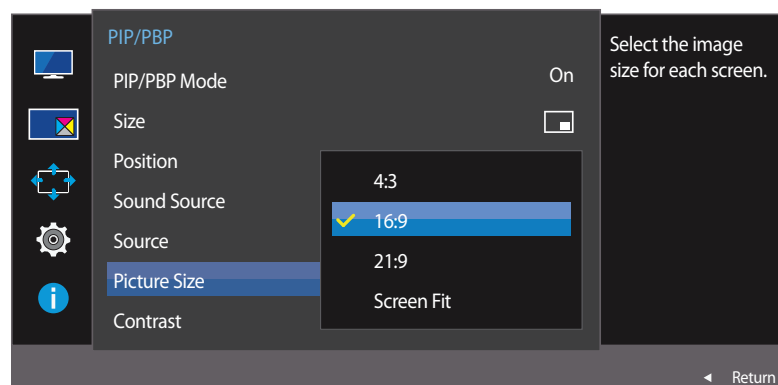 PIP/PBP
PIP/PBP Mode On
Size
Position
Sound Source
Source
Picture Size
Contrast
4:3
16:9
21:9
Screen Fit
Select the image
size for each screen.
Return